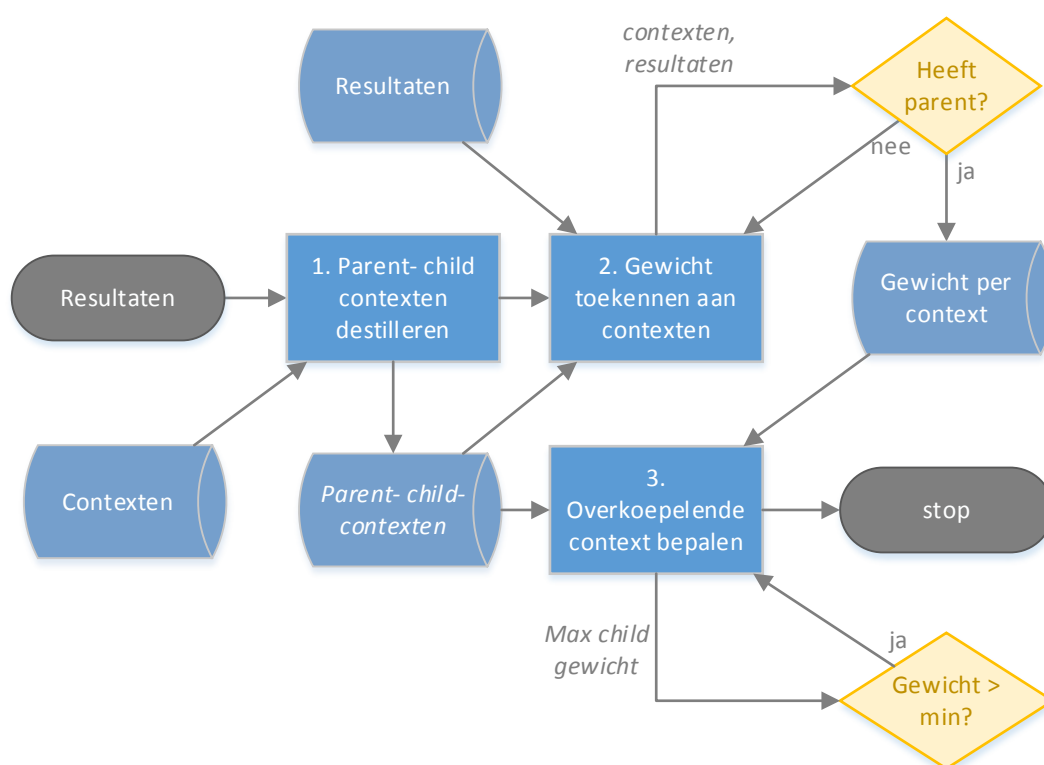 contexten,
resultaten
Resultaten
Heeft
parent?
nee
ja
Resultaten
1. Parent- child
contexten
destilleren
2. Gewicht
toekennen aan
contexten
Gewicht per
context
Contexten
Parent- child-
contexten
3.
Overkoepelende
context bepalen
stop
Max child
gewicht
ja
Gewicht >
min?